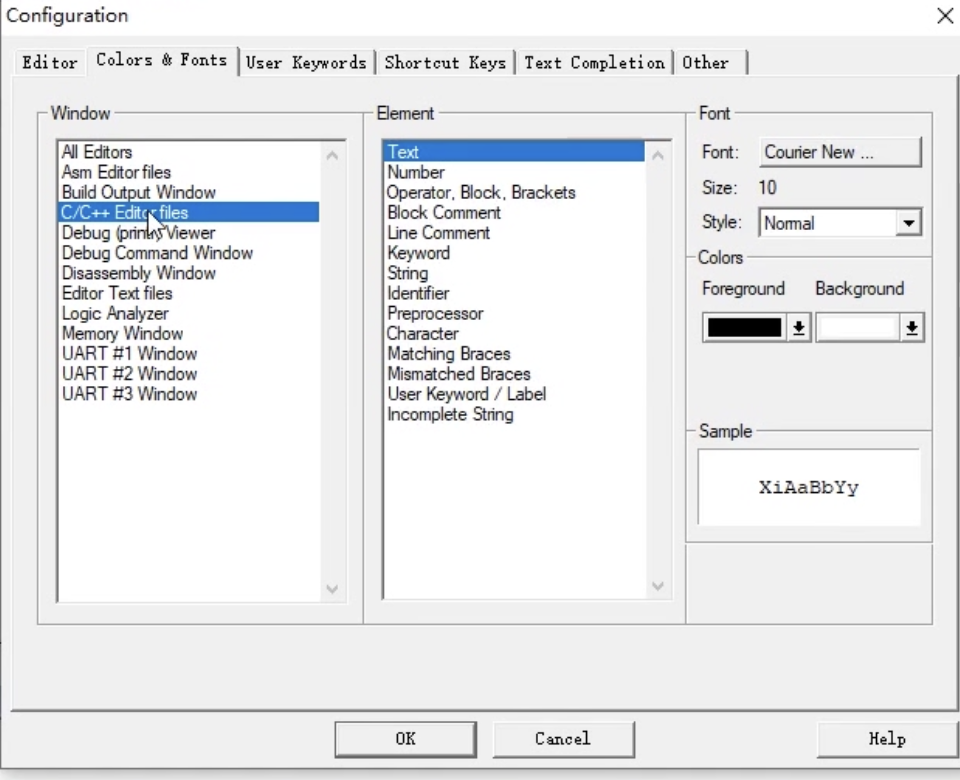 Configuration
Editor
Colors & Fonts
User Keywords
Shortcut Keys
Text Completion
Other
Window
All Editors
Asm Editor files
Build Output Window
C/C++ Editor files
Debug (printf) Viewer
Debug Command Window
Disassembly Window
Editor Text files
Logic Analyzer
Memory Window
UART #1 Window
UART #2 Window
UART #3 Window
Element
Text
Number
Operator, Block, Brackets
Block Comment
Line Comment
Keyword
String
Identifier
Preprocessor
Character
Matching Braces
Mismatched Braces
User Keyword / Label
Incomplete String
Font
Font: Courier New ...
Size: 10
Style: Normal
Colors
Foreground Background
Sample
XiAaBbYy
OK
Cancel
Help